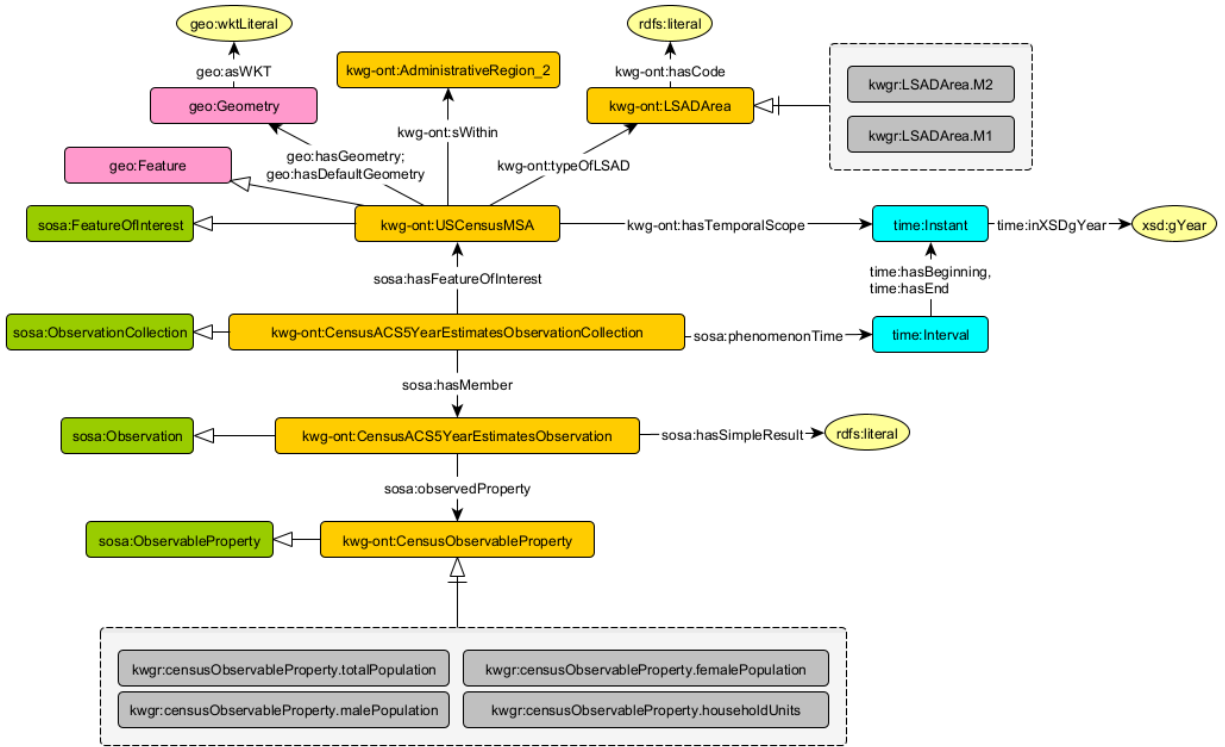 geo:wktLiteral
rdfs:literal
geo:asWKT
kwg-ont:AdministrativeRegion_2
kwg-ont:hasCode
kwgr:LSADArea.M2
geo:Geometry
kwg-ont:LSADArea
kwg-ont:sWithin
kwgr:LSADArea.M1
geo:hasGeometry;
geo:hasDefaultGeometry
geo:Feature
kwg-ont:typeOfLSAD
sosa:FeatureOfInterest
kwg-ont:USCensusMSA
kwg-ont:hasTemporalScope
time:Instant
time:inXSDgYear
xsd:gYear
sosa:hasFeatureOfInterest
time:hasBeginning,
time:hasEnd
sosa:ObservationCollection
kwg-ont:CensusACS5YearEstimatesObservationCollection
sosa:phenomenonTime
time:Interval
sosa:hasMember
sosa:Observation
kwg-ont:CensusACS5YearEstimatesObservation
sosa:hasSimpleResult
rdfs:literal
sosa:observedProperty
sosa:ObservableProperty
kwg-ont:CensusObservableProperty
kwgr:censusObservableProperty.totalPopulation
kwgr:censusObservableProperty.femalePopulation
kwgr:censusObservableProperty.malePopulation
kwgr:censusObservableProperty.householdUnits